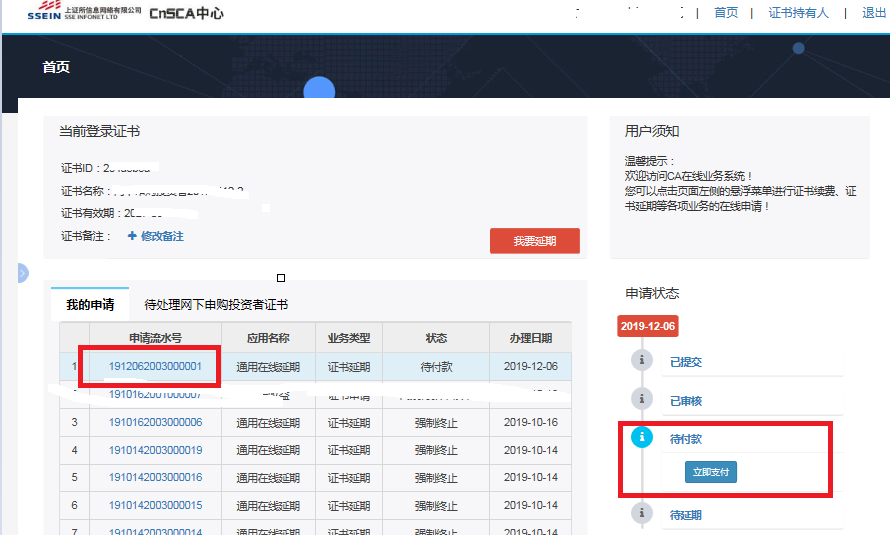 SSEIN 上证所信息网络有限公司 SSE INFONET LTD CnSCA中心
| 首页 | 证书持有人 | 退出
首页
当前登录证书
证书ID：2
证书名称：
证书有效期：20
证书备注： + 修改备注
我要延期
用户须知
温馨提示：
欢迎访问CA在线业务系统！
您可以点击页面左侧的悬浮菜单进行证书续费、证
书延期等各项业务的在线申请！
我的申请 待处理网下申购投资者证书
申请流水号 应用名称 业务类型 状态 办理日期
1 1912062003000001 通用在线延期 证书延期 待付款 2019-12-06
1910162001000007 证书申请
3 1910162003000006 通用在线延期 证书延期 强制终止 2019-10-16
4 1910142003000019 通用在线延期 证书延期 强制终止 2019-10-14
5 1910142003000016 通用在线延期 证书延期 强制终止 2019-10-14
6 1910142003000015 通用在线延期 证书延期 强制终止 2019-10-14
7 1910142003000014 通用在线延期 证书延期 强制终止 2019-10-14
申请状态
2019-12-06
已提交
已审核
待付款
立即支付
待延期